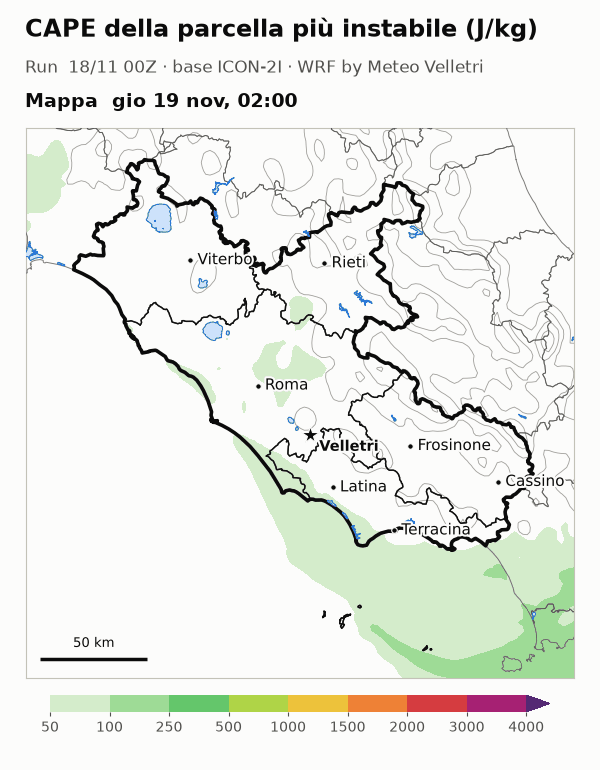 CAPE della parcella più instabile (J/kg)
Run  18/11 00Z · base ICON-2I · WRF by Meteo Velletri
Mappa  gio 19 nov, 02:00
Viterbo
Rieti
Roma
Velletri
Frosinone
Latina
Cassino
Terracina
50 km
50 100 250 500 1000 1500 2000 3000 4000